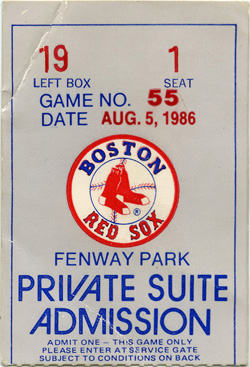 19 1
LEFT BOX SEAT
GAME NO. 55
DATE AUG. 5, 1986
BOSTON
RED SOX
®
FENWAY PARK
PRIVATE SUITE
ADMISSION
ADMIT ONE – THIS GAME ONLY
PLEASE ENTER AT SERVICE GATE
SUBJECT TO CONDITIONS ON BACK